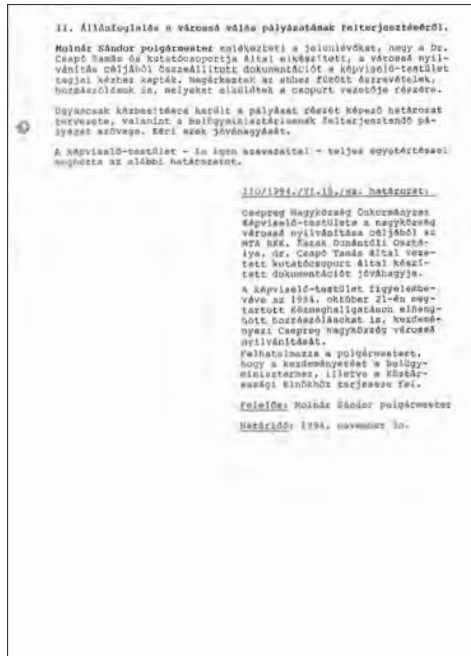 II. Állásfoglalás a várossá válás pályázatának felterjesztéséről.
Molnár Sándor polgármester emlékezteti a jelenlévőket, hogy a Dr.
Csapó Tamás és kutatócsoportja által elkészített, a várossá nyil-
vánítás céljából összeállított dokumentációt a képviselő-testület
tagjai kézhez kapták. Megérkeztek az ehhez fűzött észrevételek,
hozzászólások is, melyeket elküldtek a csoport vezetője részére.
Ugyancsak kézbesítésre került a pályázat részét képező határozat
tervezete, valamint a Belügyminisztériumnak felterjesztendő pá-
lyázat szövege. Kéri ezek jóváhagyását.
A képviselő-testület - igen szavazattal - teljes egyetértéssel
meghozta az alábbi határozatot.
110/1994./XI.15./sz. határozat:
Csepreg Nagyközség Önkormányzat
Képviselő-testülete a nagyközség
várossá nyilvánítása céljából az
MTA RKK. Dunántúli Osztá-
lya, dr. Csapó Tamás által veze-
tett kutatócsoport által készí-
tett dokumentációt jóváhagyja.
A képviselő-testület figyelembe-
véve az 1994. október 21-én meg-
tartott Közmeghallgatáson elhang-
hott hozzászólásokat is, kezdemé-
nyezi Csepreg Nagyközség várossá
nyilvánítását.
Felhatalmazza a polgármestert,
hogy a kezdeményezést a Belügy-
miniszterhez, illetve a Köztár-
sasági Elnökhöz terjessze fel.
Felelős: Molnár Sándor polgármester
Határidő: 1994. november